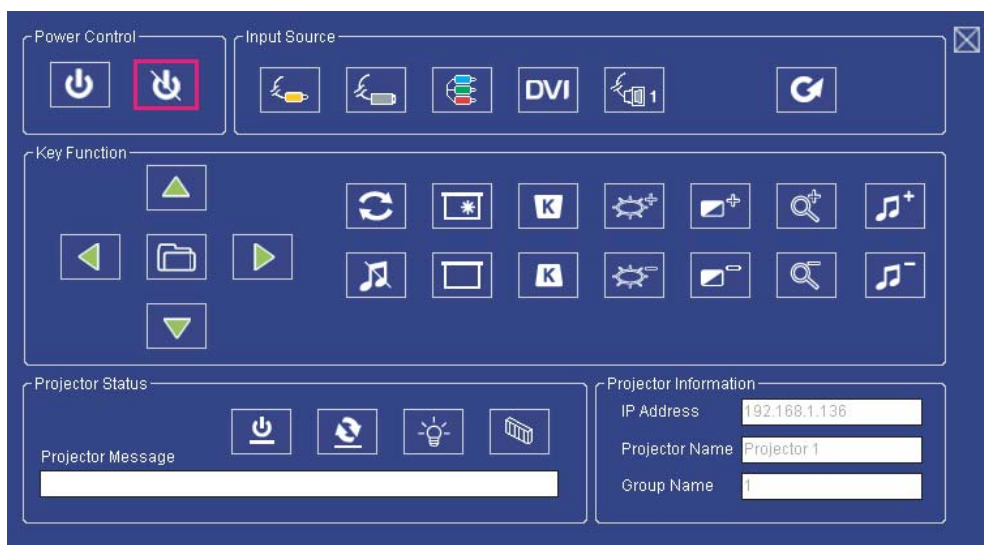 Power Control
Input Source
DVI
1
Key Function
K
K
Projector Status
Projector Message
Projector Information
IP Address 192.168.1.136
Projector Name Projector 1
Group Name 1